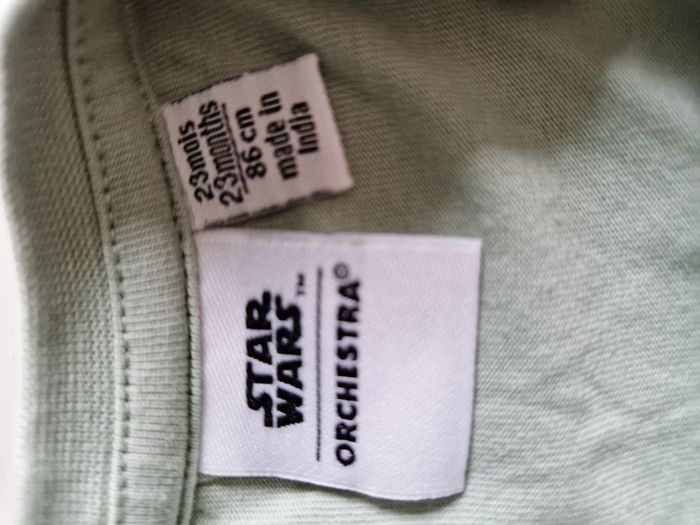 23mois
23months
86 cm
made in
India
STAR
WARS™
ORCHESTRA®